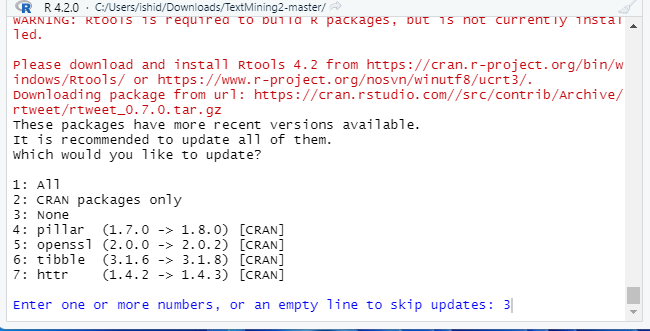 R 4.2.0 · C:/Users/ishid/Downloads/TextMining2-master/
WARNING: Rtools is required to build R packages, but is not currently instal
led.
Please download and install Rtools 4.2 from https://cran.r-project.org/bin/w
indows/Rtools/ or https://www.r-project.org/nosvn/winutf8/ucrt3/.
Downloading package from url: https://cran.rstudio.com//src/contrib/Archive/
rtweet/rtweet_0.7.0.tar.gz
These packages have more recent versions available.
It is recommended to update all of them.
Which would you like to update?
1: All
2: CRAN packages only
3: None
4: pillar  (1.7.0 -> 1.8.0) [CRAN]
5: openssl (2.0.0 -> 2.0.2) [CRAN]
6: tibble  (3.1.6 -> 3.1.8) [CRAN]
7: httr    (1.4.2 -> 1.4.3) [CRAN]
Enter one or more numbers, or an empty line to skip updates: 3